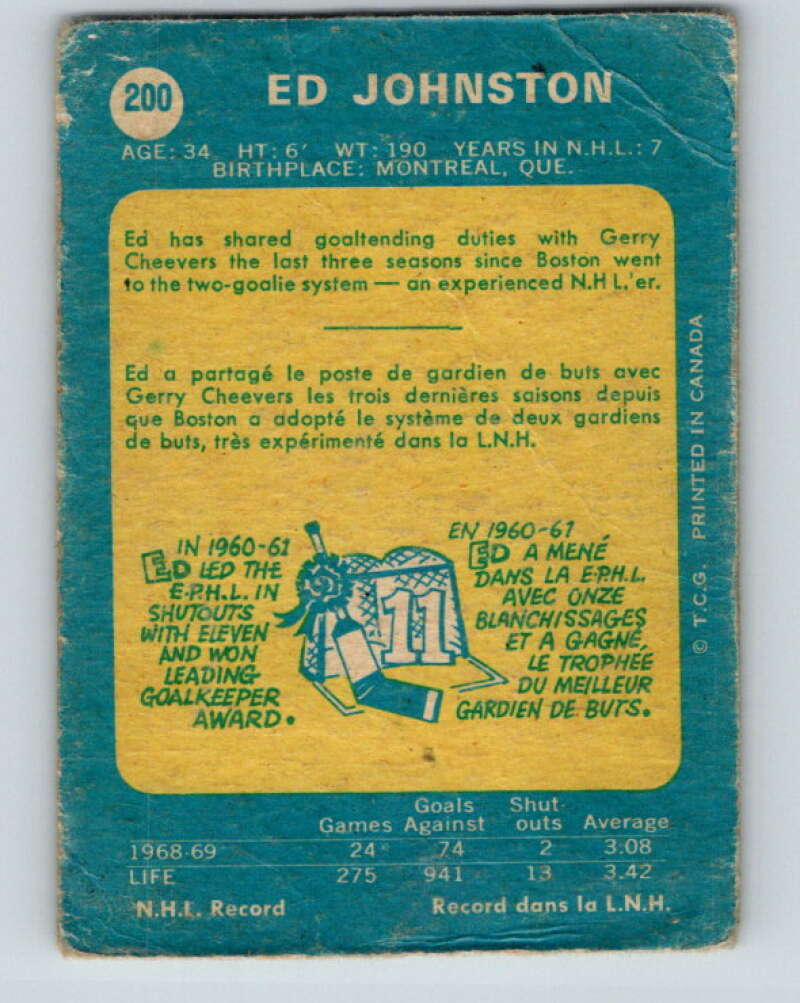 200
ED JOHNSTON
AGE: 34 HT: 6' WT: 190 YEARS IN N.H.L.: 7
BIRTHPLACE: MONTREAL, QUE.
Ed has shared goaltending duties with Gerry
Cheevers the last three seasons since Boston went
to the two-goalie system — an experienced N.H L.'er.
Ed a partagé le poste de gardien de buts avec
Gerry Cheevers les trois dernières saisons depuis
que Boston a adopté le système de deux gardiens
de buts, très expérimenté dans la L.N.H.
IN 1960-61
ED LED THE
E.P.H.L. IN
SHUTOUTS
WITH ELEVEN
AND WON
LEADING
GOALKEEPER
AWARD.
11
EN 1960-61
ED A MENÉ
DANS LA E.P.H.L.
AVEC ONZE
BLANCHISSAGES
ET A GAGNÉ,
LE TROPHÉE
DU MEILLEUR
GARDIEN DE BUTS.
© T.C.G. PRINTED IN CANADA
Goals Shut-
Games Against outs Average
1968-69 24 74 2 3.08
LIFE 275 941 13 3.42
N.H.L. Record Record dans la L.N.H.